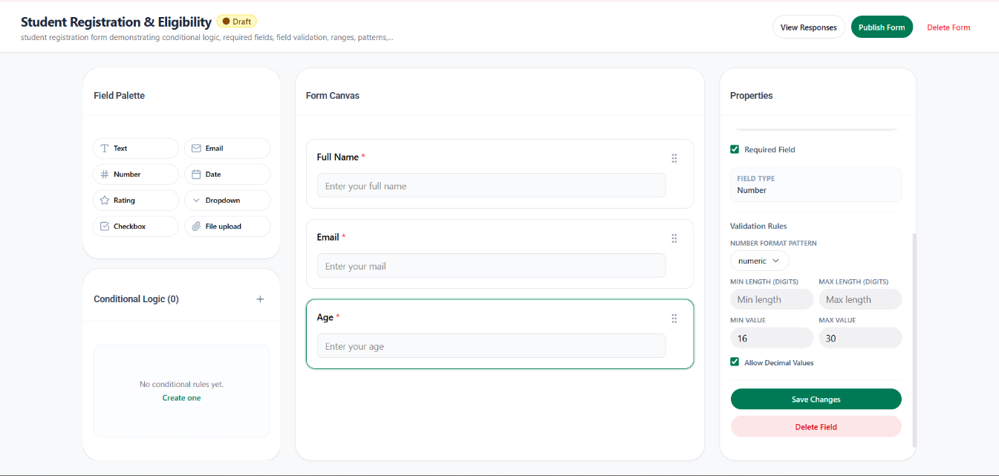 Student Registration & Eligibility
Draft
student registration form demonstrating conditional logic, required fields, field validation, ranges, patterns,...
View Responses
Publish Form
Delete Form
Field Palette
Text
Email
Number
Date
Rating
Dropdown
Checkbox
File upload
Conditional Logic (0)
+
No conditional rules yet.
Create one
Form Canvas
Full Name *
Enter your full name
Email *
Enter your mail
Age *
Enter your age
Properties
Required Field
FIELD TYPE
Number
Validation Rules
NUMBER FORMAT PATTERN
numeric
MIN LENGTH (DIGITS) MAX LENGTH (DIGITS)
Min length Max length
MIN VALUE MAX VALUE
16 30
Allow Decimal Values
Save Changes
Delete Field